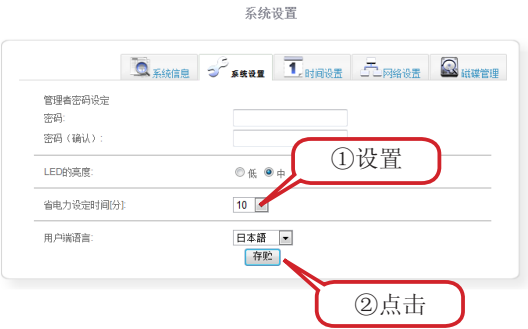 系统设置
系统信息 系统设置 1. 时间设置 网络设置 磁碟管理
管理者密码设定
密码:
密码（确认）:
①设置
LED的亮度: 低 中
省电力设定时间[分]: 10
用户端语言: 日本語
存贮
②点击